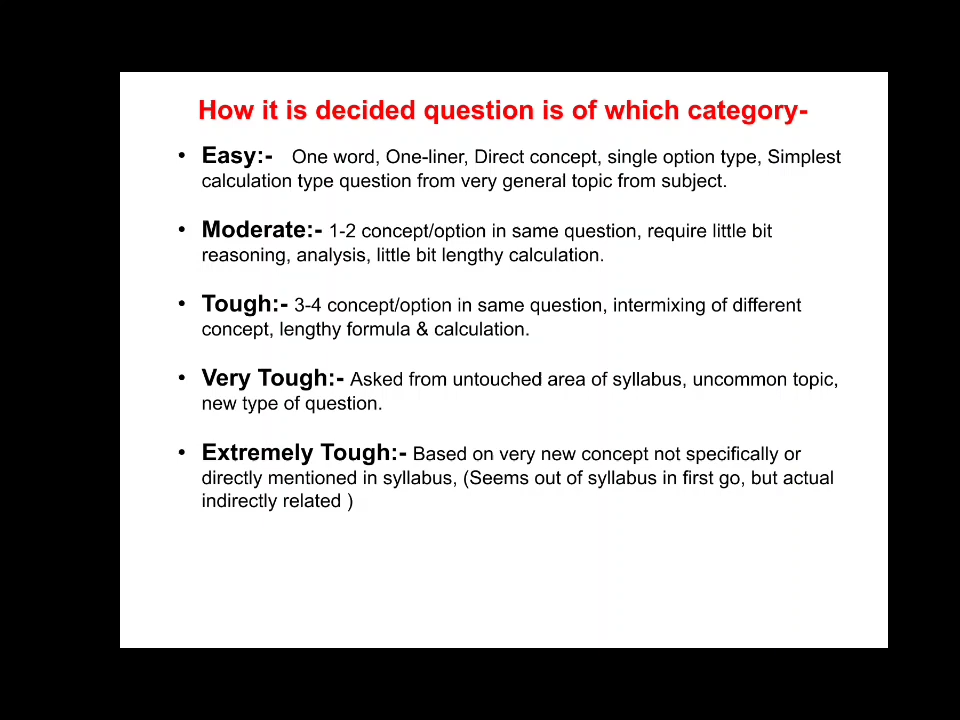 How it is decided question is of which category-
• Easy:- One word, One-liner, Direct concept, single option type, Simplest
calculation type question from very general topic from subject.
• Moderate:- 1-2 concept/option in same question, require little bit
reasoning, analysis, little bit lengthy calculation.
• Tough:- 3-4 concept/option in same question, intermixing of different
concept, lengthy formula & calculation.
• Very Tough:- Asked from untouched area of syllabus, uncommon topic,
new type of question.
• Extremely Tough:- Based on very new concept not specifically or
directly mentioned in syllabus, (Seems out of syllabus in first go, but actual
indirectly related )